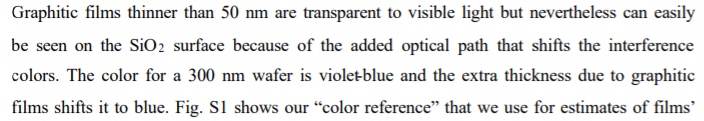 Graphitic films thinner than 50 nm are transparent to visible light but nevertheless can easily
be seen on the SiO2 surface because of the added optical path that shifts the interference
colors. The color for a 300 nm wafer is violet-blue and the extra thickness due to graphitic
films shifts it to blue. Fig. S1 shows our “color reference” that we use for estimates of films’